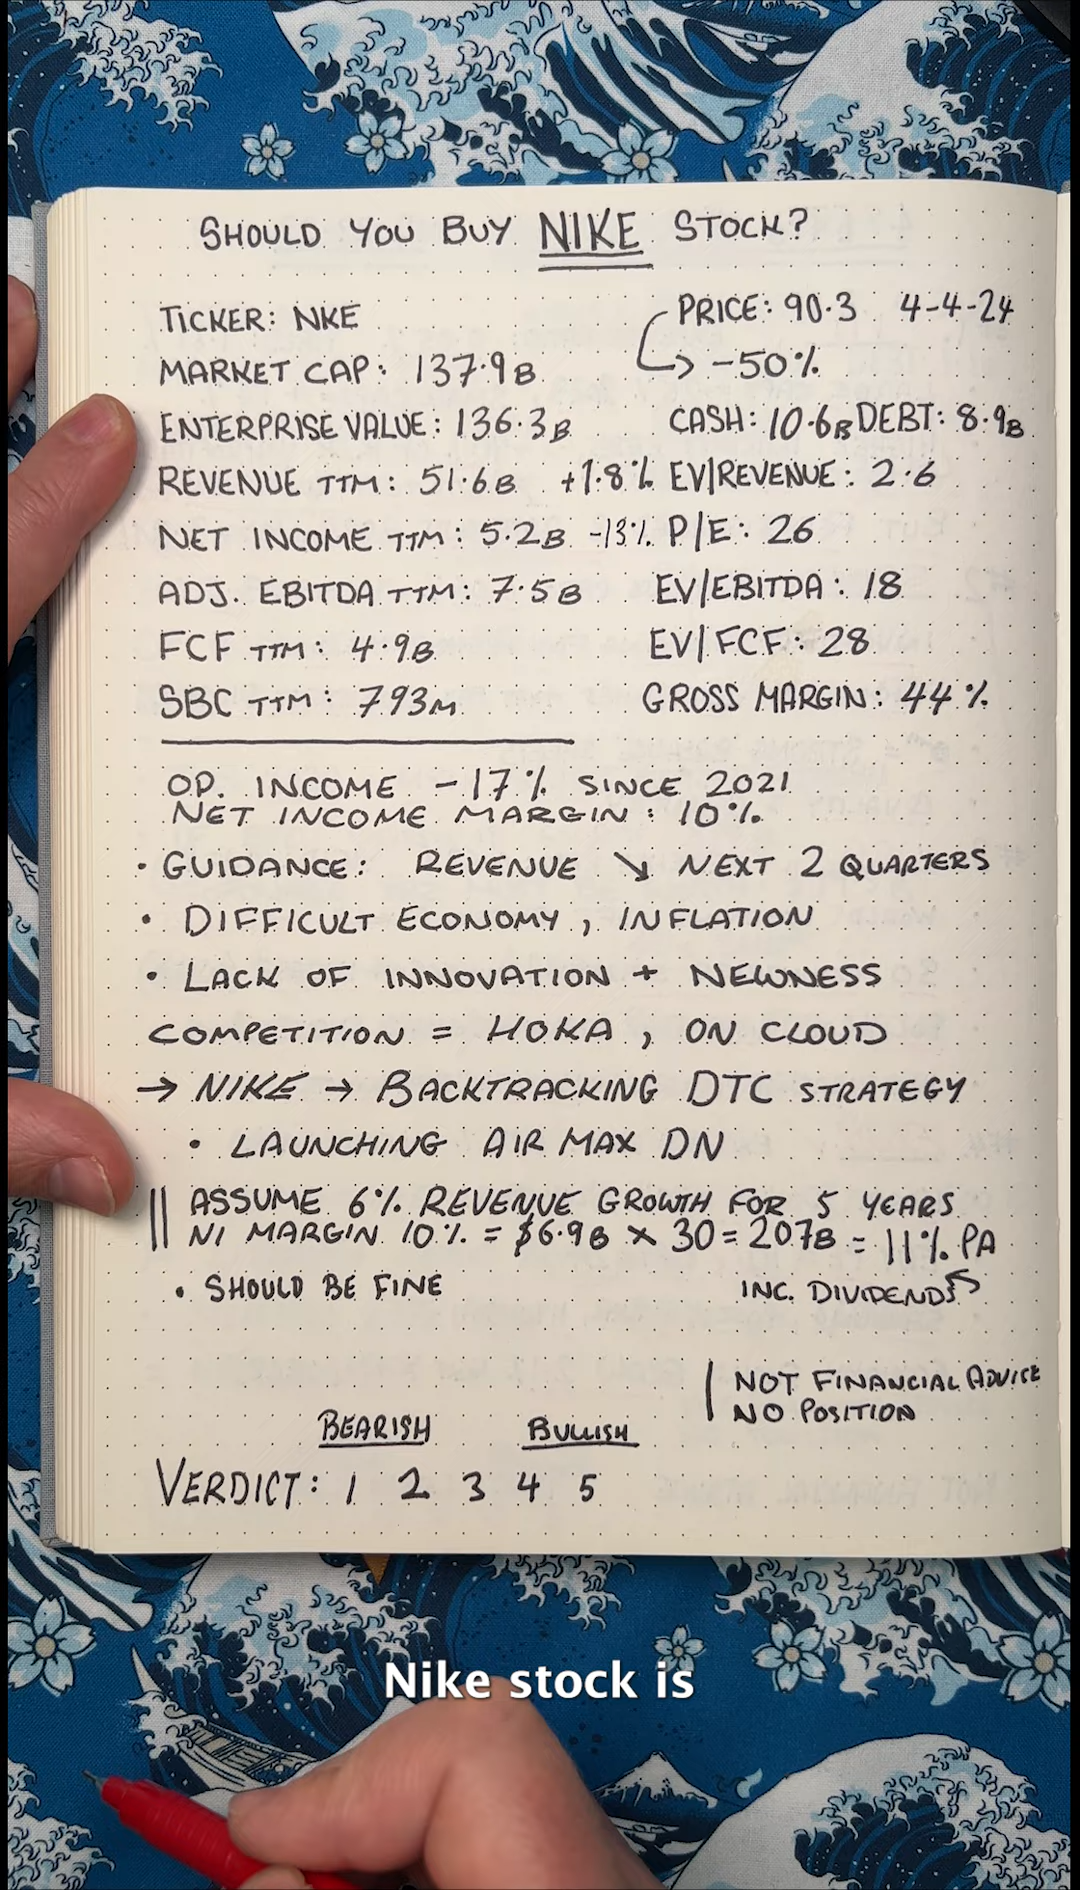 SHOULD YOU BUY NIKE STOCK?
TICKER: NKE PRICE: 90.3 4-4-24
MARKET CAP: 137.9B → -50%
ENTERPRISE VALUE: 136.3B CASH: 10.6B DEBT: 8.9B
REVENUE TTM: 51.6B +1.8% EV/REVENUE: 2.6
NET INCOME TTM: 5.2B -13% P/E: 26
ADJ. EBITDA TTM: 7.5B EV/EBITDA: 18
FCF TTM: 4.9B EV/FCF: 28
SBC TTM: 793M GROSS MARGIN: 44%
OP. INCOME -17% SINCE 2021
NET INCOME MARGIN: 10%
• GUIDANCE: REVENUE ↘ NEXT 2 QUARTERS
• DIFFICULT ECONOMY, INFLATION
• LACK OF INNOVATION + NEWNESS
COMPETITION = HOKA, ON CLOUD
→ NIKE → BACKTRACKING DTC STRATEGY
• LAUNCHING AIR MAX DN
ASSUME 6% REVENUE GROWTH FOR 5 YEARS
NI MARGIN 10% = $6.9B × 30 = 207B = 11% PA
• SHOULD BE FINE INC. DIVIDENDS
NOT FINANCIAL ADVICE
NO POSITION
BEARISH BULLISH
VERDICT: 1 2 3 4 5
Nike stock is